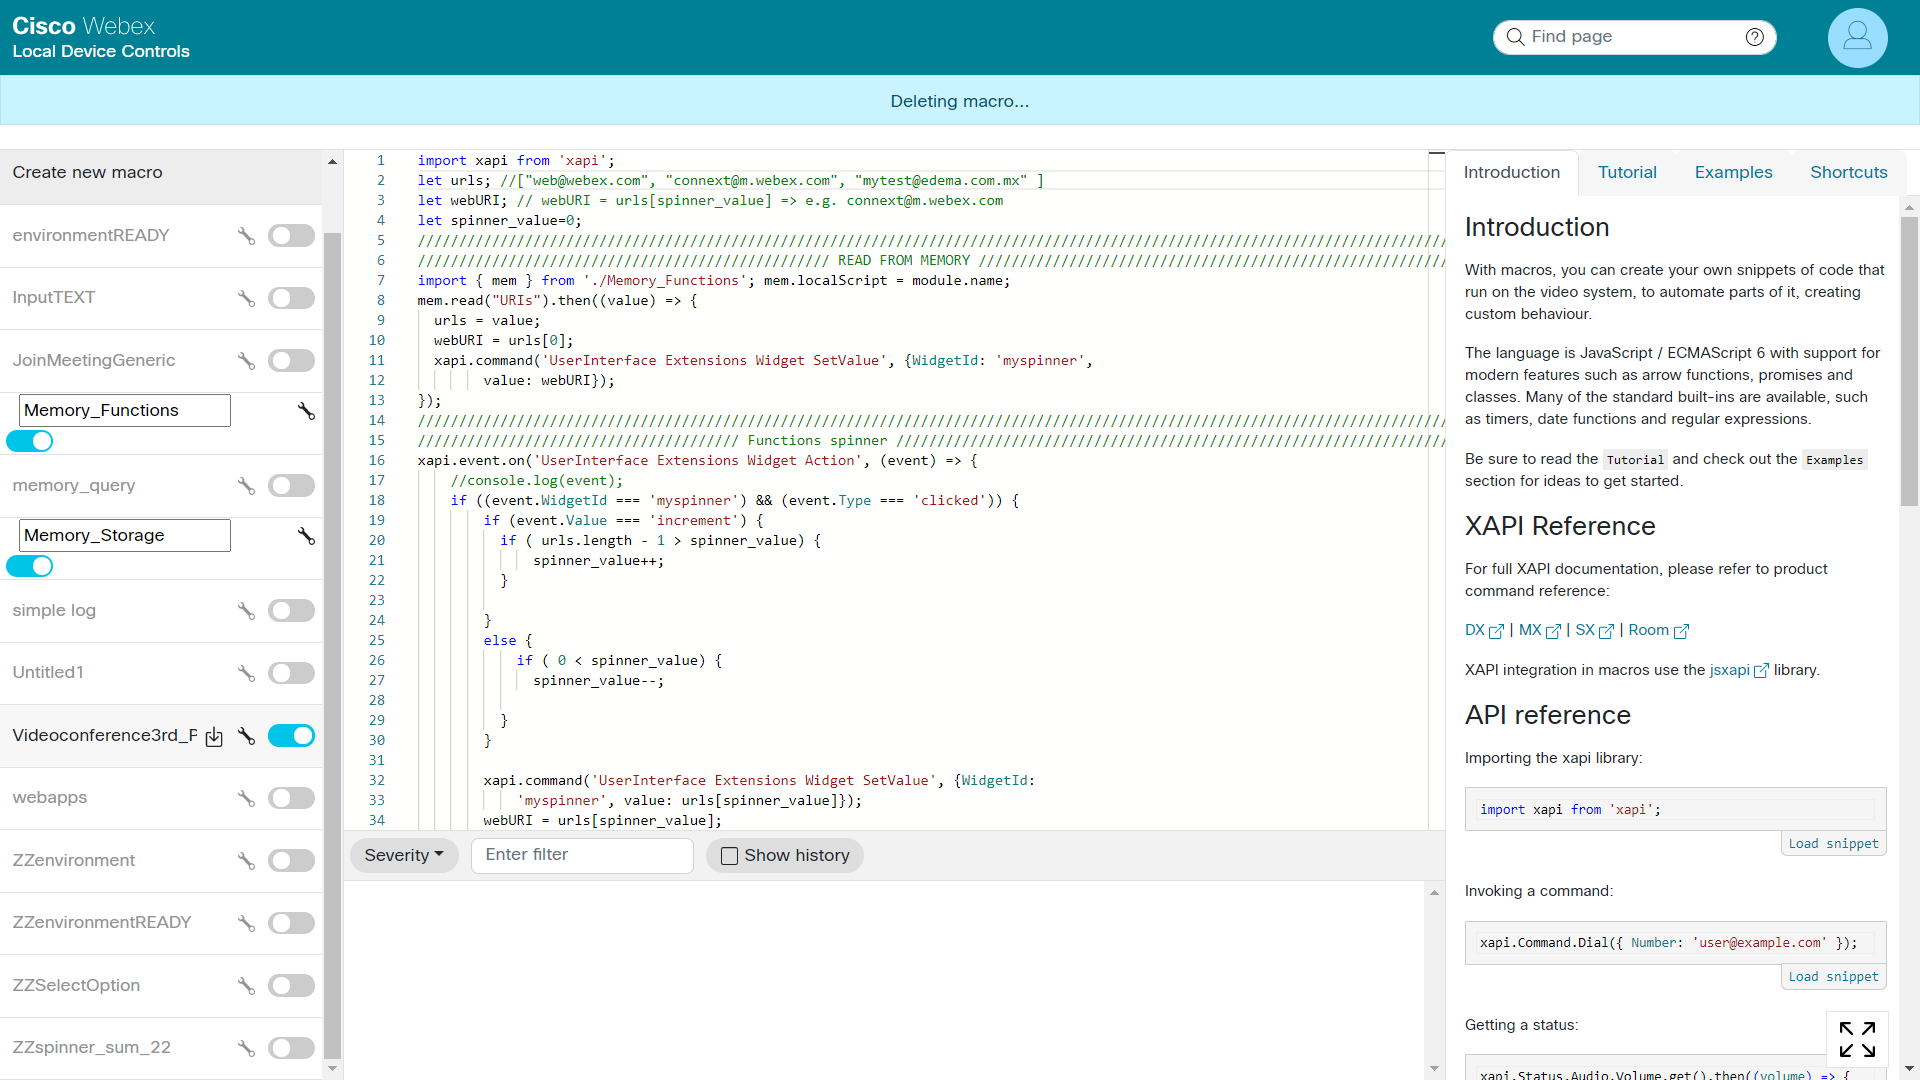 Cisco Webex
Local Device Controls
Find page
Deleting macro...
Create new macro
environmentREADY
InputTEXT
JoinMeetingGeneric
Memory_Functions
memory_query
Memory_Storage
simple log
Untitled1
Videoconference3rd_P
webapps
ZZenvironment
ZZenvironmentREADY
ZZSelectOption
ZZspinner_sum_22
1 import xapi from 'xapi';
2 let urls; //["web@webex.com", "connext@m.webex.com", "mytest@edema.com.mx" ]
3 let webURI; // webURI = urls[spinner_value] => e.g. connext@m.webex.com
4 let spinner_value=0;
5 /////////////////////////////////////////////////////////////////////////////////////////////////////////////////////////////
6 ////////////////////////////////////////////////// READ FROM MEMORY /////////////////////////////////////////////////////////
7 import { mem } from './Memory_Functions'; mem.localScript = module.name;
8 mem.read("URIs").then((value) => {
9 urls = value;
10 webURI = urls[0];
11 xapi.command('UserInterface Extensions Widget SetValue', {WidgetId: 'myspinner',
12 value: webURI});
13 });
14 /////////////////////////////////////////////////////////////////////////////////////////////////////////////////////////////
15 /////////////////////////////////////// Functions spinner ///////////////////////////////////////////////////////////////////
16 xapi.event.on('UserInterface Extensions Widget Action', (event) => {
17 //console.log(event);
18 if ((event.WidgetId === 'myspinner') && (event.Type === 'clicked')) {
19 if (event.Value === 'increment') {
20 if ( urls.length - 1 > spinner_value) {
21 spinner_value++;
22 }
23
24 }
25 else {
26 if ( 0 < spinner_value) {
27 spinner_value--;
28
29 }
30 }
31
32 xapi.command('UserInterface Extensions Widget SetValue', {WidgetId:
33 'myspinner', value: urls[spinner_value]});
34 webURI = urls[spinner_value];
Severity
Enter filter
Show history
Introduction Tutorial Examples Shortcuts
Introduction
With macros, you can create your own snippets of code that
run on the video system, to automate parts of it, creating
custom behaviour.
The language is JavaScript / ECMAScript 6 with support for
modern features such as arrow functions, promises and
classes. Many of the standard built-ins are available, such
as timers, date functions and regular expressions.
Be sure to read the Tutorial and check out the Examples
section for ideas to get started.
XAPI Reference
For full XAPI documentation, please refer to product
command reference:
DX | MX | SX | Room
XAPI integration in macros use the jsxapi library.
API reference
Importing the xapi library:
import xapi from 'xapi';
Load snippet
Invoking a command:
xapi.Command.Dial({ Number: 'user@example.com' });
Load snippet
Getting a status:
xapi.Status.Audio.Volume.get().then((volume) => {